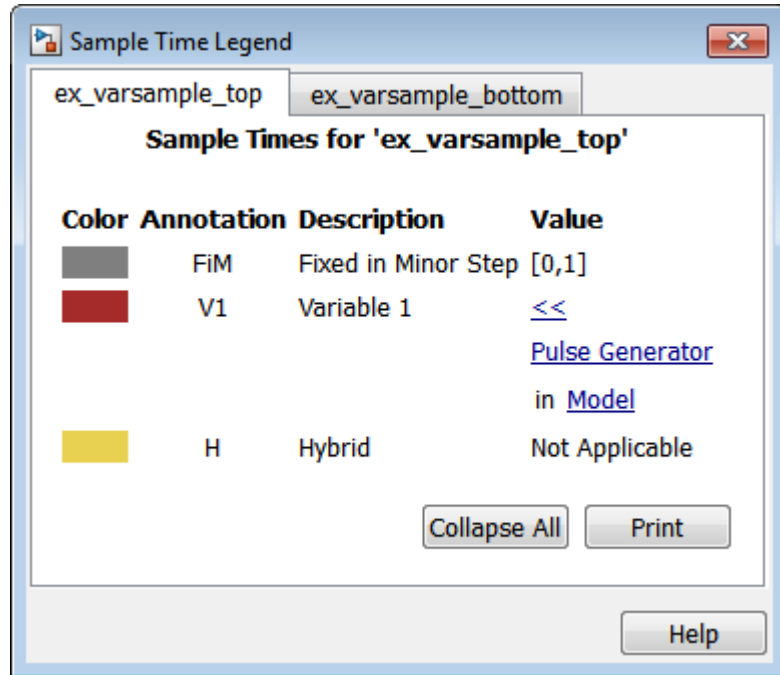 Sample Time Legend
ex_varsample_top ex_varsample_bottom
Sample Times for 'ex_varsample_top'
Color Annotation Description Value
FiM Fixed in Minor Step [0,1]
V1 Variable 1 <<
Pulse Generator
in Model
H Hybrid Not Applicable
Collapse All Print
Help